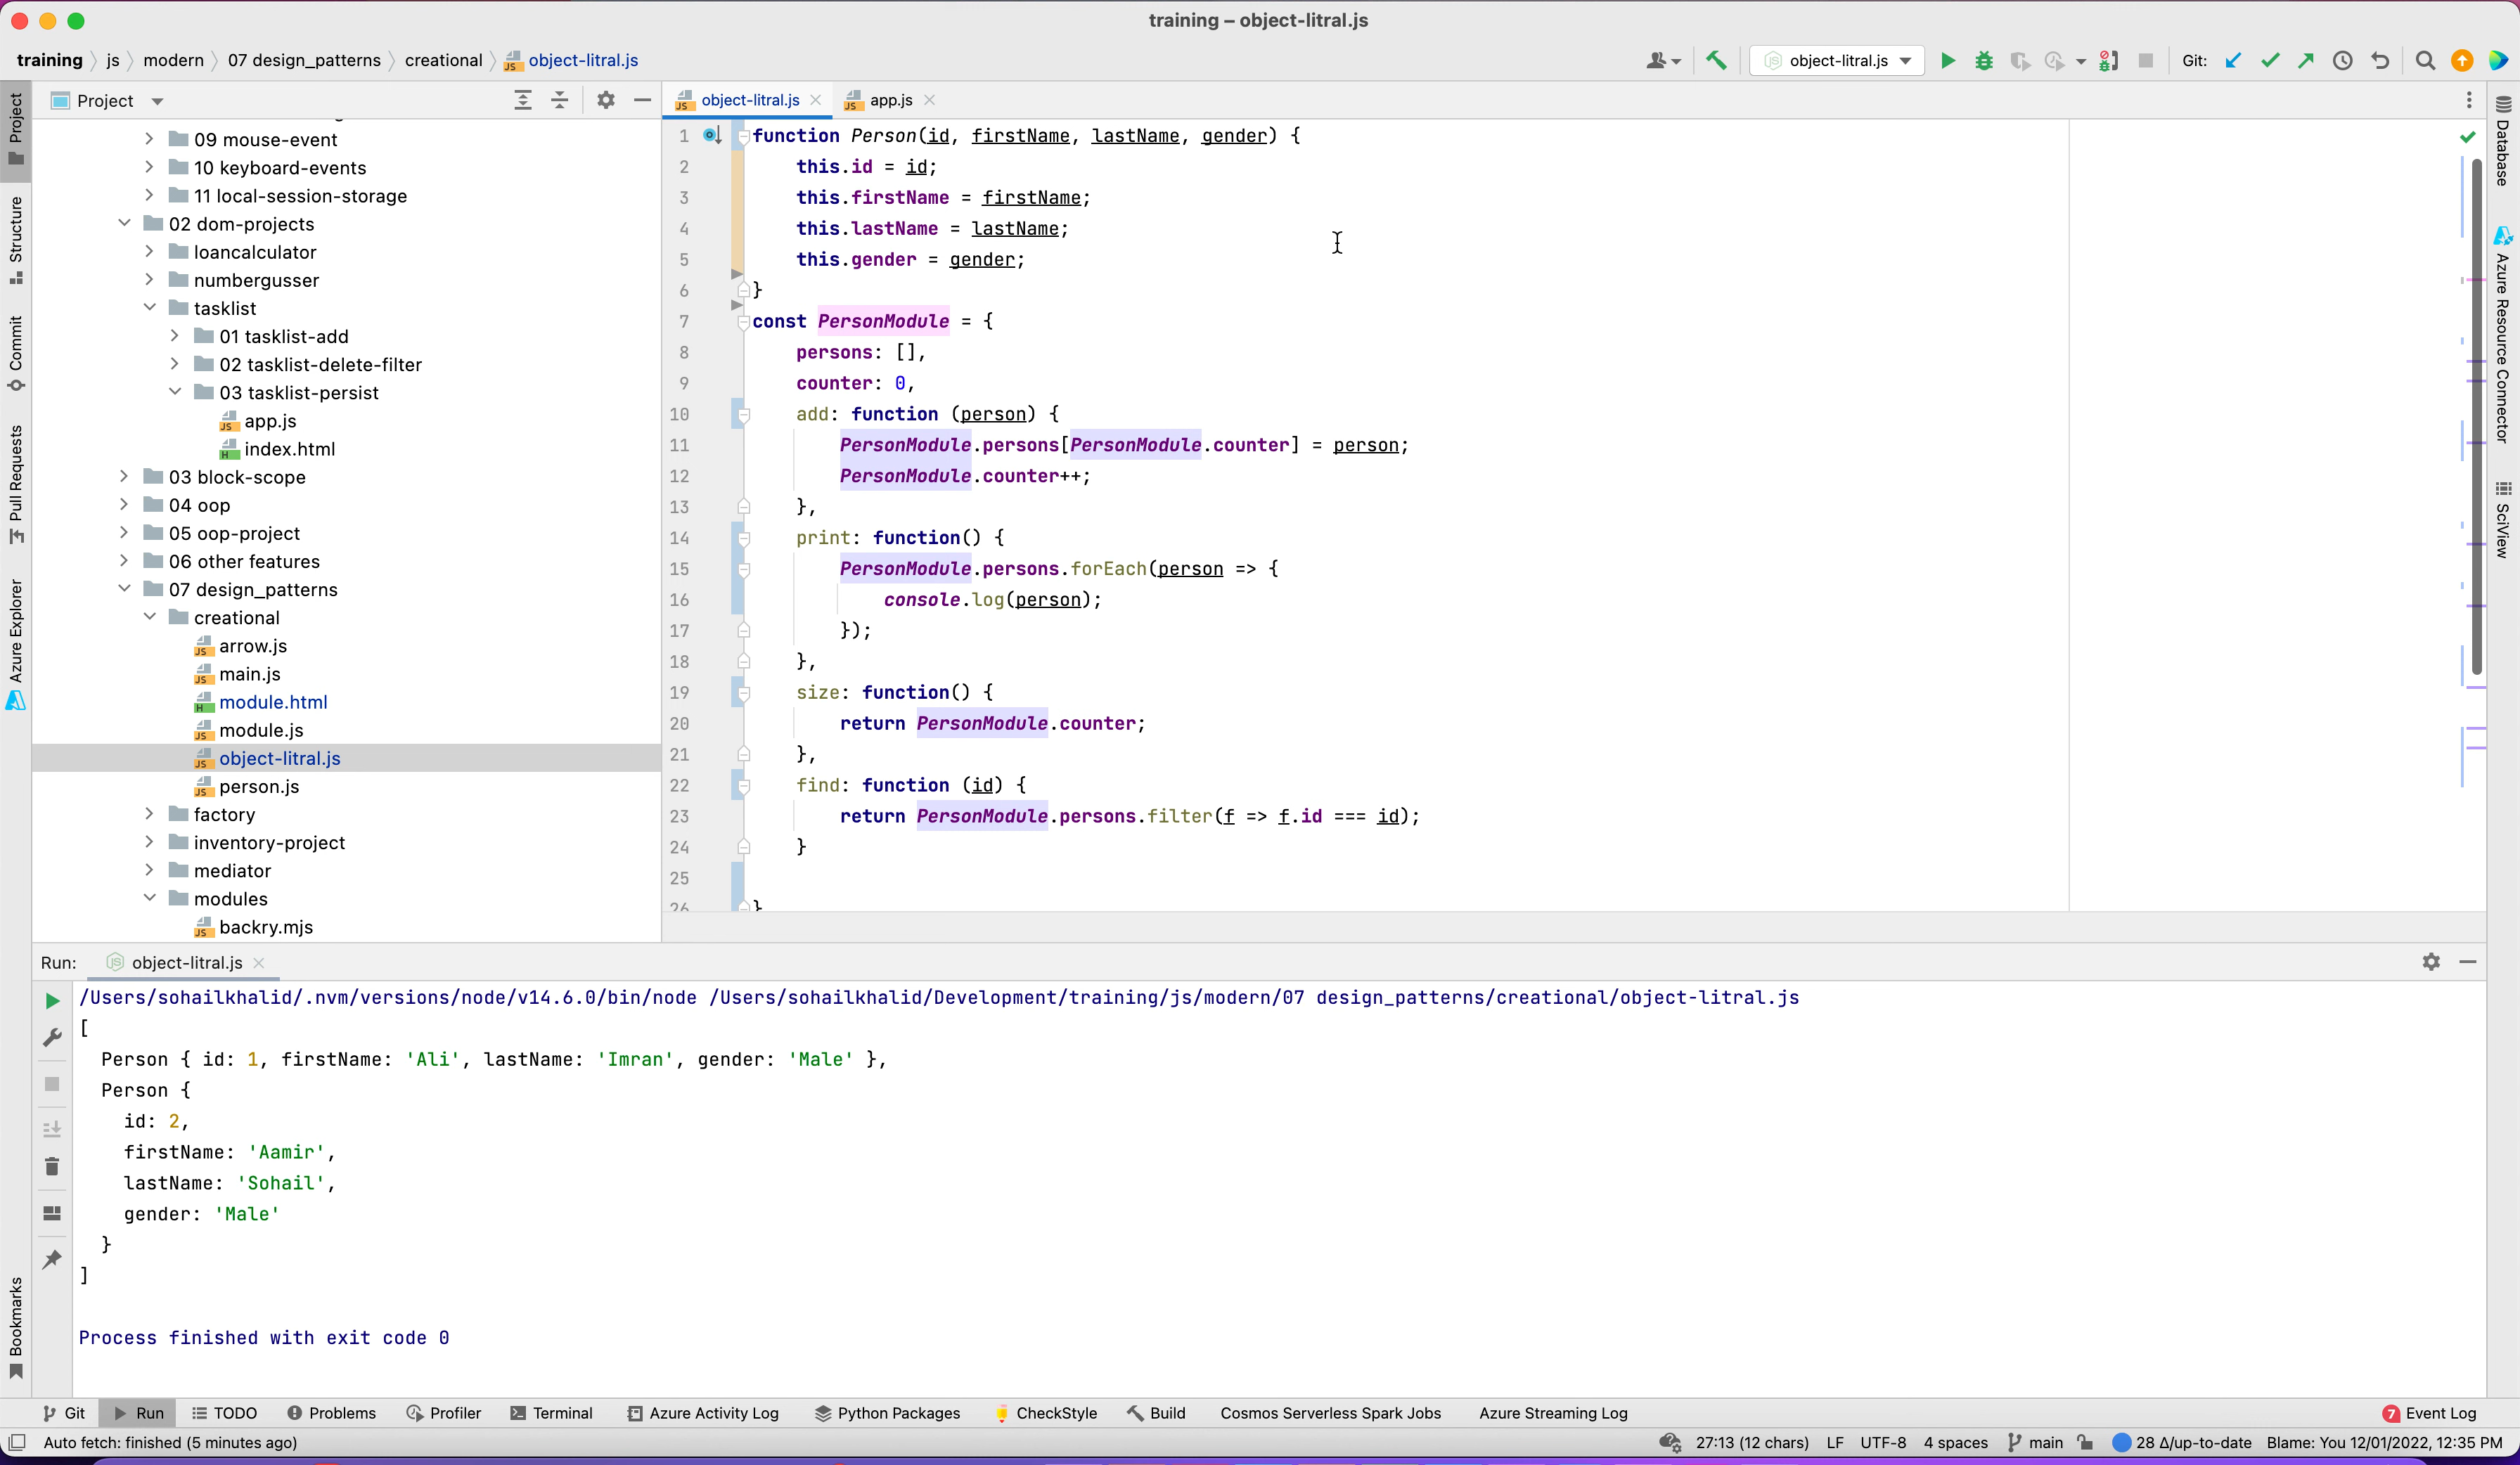 training – object-litral.js
training js modern 07 design_patterns creational object-litral.js
object-litral.js Git:
Project
object-litral.js app.js
09 mouse-event
10 keyboard-events
11 local-session-storage
02 dom-projects
loancalculator
numbergusser
tasklist
01 tasklist-add
02 tasklist-delete-filter
03 tasklist-persist
app.js
index.html
03 block-scope
04 oop
05 oop-project
06 other features
07 design_patterns
creational
arrow.js
main.js
module.html
module.js
object-litral.js
person.js
factory
inventory-project
mediator
modules
backry.mjs
Project
Structure
Commit
Pull Requests
Azure Explorer
Bookmarks
1 function Person(id, firstName, lastName, gender) {
2 this.id = id;
3 this.firstName = firstName;
4 this.lastName = lastName;
5 this.gender = gender;
6 }
7 const PersonModule = {
8 persons: [],
9 counter: 0,
10 add: function (person) {
11 PersonModule.persons[PersonModule.counter] = person;
12 PersonModule.counter++;
13 },
14 print: function() {
15 PersonModule.persons.forEach(person => {
16 console.log(person);
17 });
18 },
19 size: function() {
20 return PersonModule.counter;
21 },
22 find: function (id) {
23 return PersonModule.persons.filter(f => f.id === id);
24 }
25
26 }
Database
Azure Resource Connector
SciView
Run: object-litral.js
/Users/sohailkhalid/.nvm/versions/node/v14.6.0/bin/node /Users/sohailkhalid/Development/training/js/modern/07 design_patterns/creational/object-litral.js
[
Person { id: 1, firstName: 'Ali', lastName: 'Imran', gender: 'Male' },
Person {
id: 2,
firstName: 'Aamir',
lastName: 'Sohail',
gender: 'Male'
}
]
Process finished with exit code 0
Git Run TODO Problems Profiler Terminal Azure Activity Log Python Packages CheckStyle Build Cosmos Serverless Spark Jobs Azure Streaming Log 7 Event Log
Auto fetch: finished (5 minutes ago) 27:13 (12 chars) LF UTF-8 4 spaces main 28 Δ/up-to-date Blame: You 12/01/2022, 12:35 PM